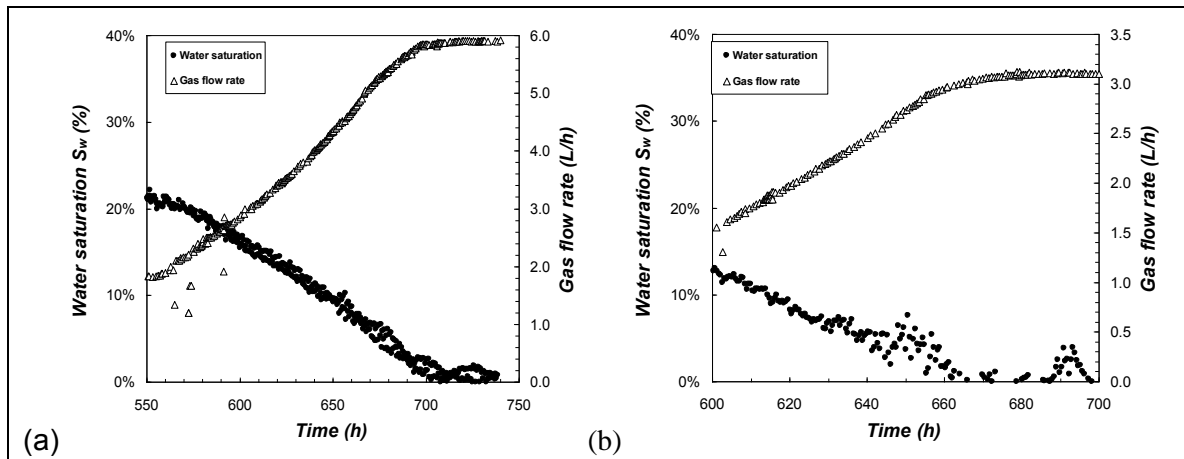 40%
30%
20%
10%
0%
Water saturation Sw (%)
Water saturation
Gas flow rate
6.0
5.0
4.0
3.0
2.0
1.0
0.0
Gas flow rate (L/h)
550 600 650 700 750
Time (h)
(a)
40%
30%
20%
10%
0%
Water saturation Sw (%)
Water saturation
Gas flow rate
3.5
3.0
2.5
2.0
1.5
1.0
0.5
0.0
Gas flow rate (L/h)
600 620 640 660 680 700
Time (h)
(b)